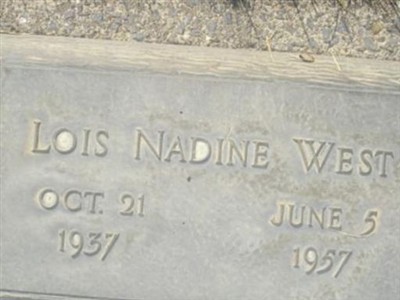 Lois Nadine West
Oct. 21 June 5
1937 1957